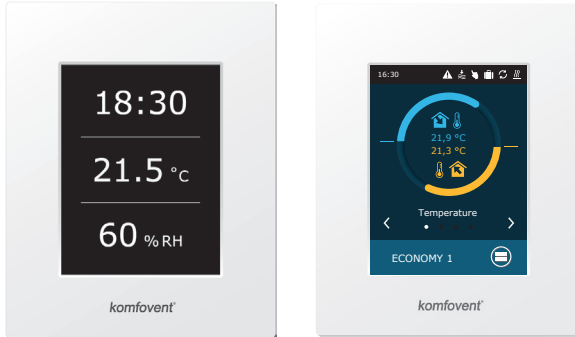 18:30
21.5 °C
60 % RH
komfovent®
16:30
21,9 °C
21,3 °C
Temperature
ECONOMY 1
komfovent®